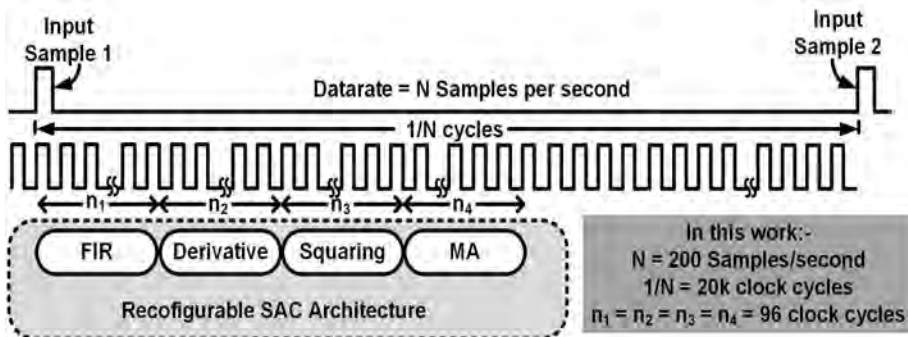 Input
Sample 1
Input
Sample 2
Datarate = N Samples per second
1/N cycles
n₁ n₂ n₃ n₄
FIR Derivative Squaring MA
Recofigurable SAC Architecture
In this work:-
N = 200 Samples/second
1/N = 20k clock cycles
n₁ = n₂ = n₃ = n₄ = 96 clock cycles